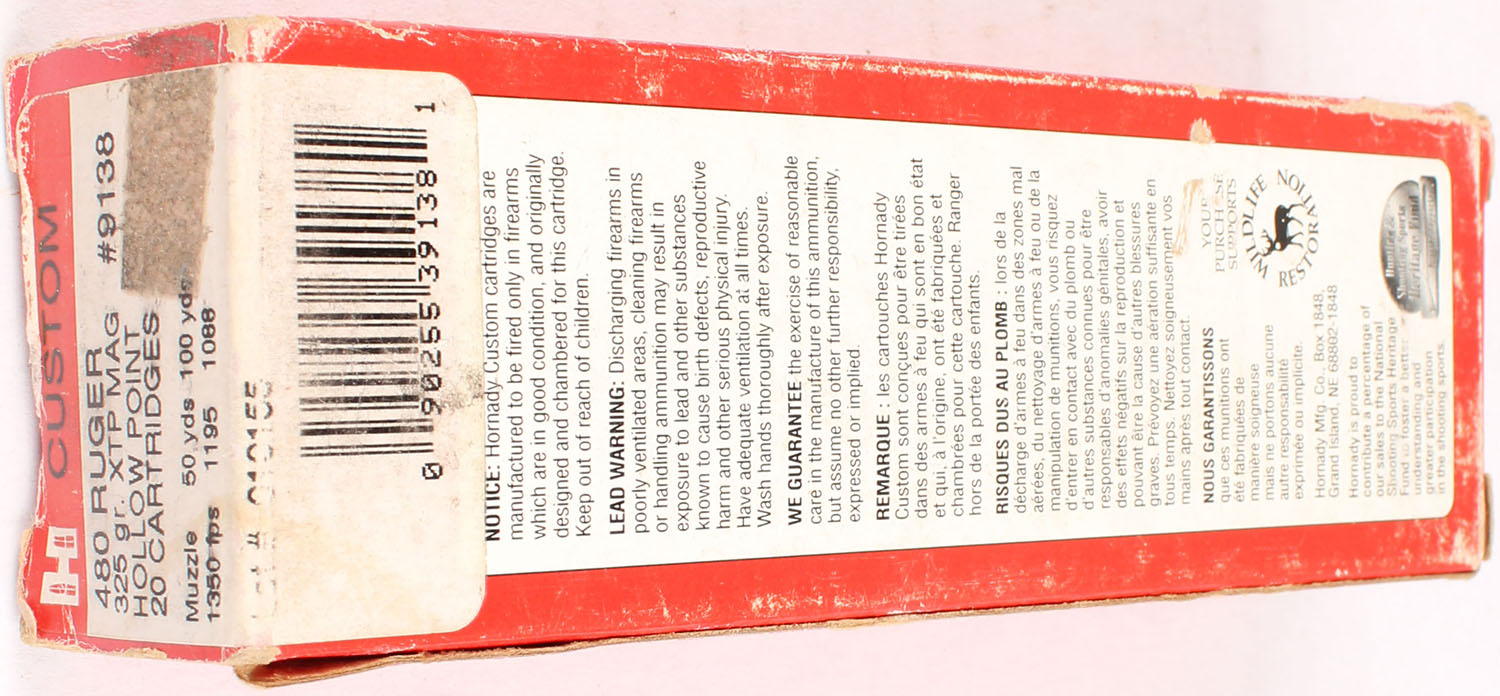 H
CUSTOM
480 RUGER #9138
325 gr. XTP MAG
HOLLOW POINT
20 CARTRIDGES
Muzzle 50 yds 100 yds
1350 fps 1195 1088
Lot #
0 90255 39138 1
NOTICE: Hornady Custom cartridges are
manufactured to be fired only in firearms
which are in good condition, and originally
designed and chambered for this cartridge.
Keep out of reach of children.
LEAD WARNING: Discharging firearms in
poorly ventilated areas, cleaning firearms
or handling ammunition may result in
exposure to lead and other substances
known to cause birth defects, reproductive
harm and other serious physical injury.
Have adequate ventilation at all times.
Wash hands thoroughly after exposure.
WE GUARANTEE the exercise of reasonable
care in the manufacture of this ammunition,
but assume no other further responsibility,
expressed or implied.
REMARQUE : les cartouches Hornady
Custom sont conçues pour être tirées
dans des armes à feu qui sont en bon état
et qui, à l'origine, ont été fabriquées et
chambrées pour cette cartouche. Ranger
hors de la portée des enfants.
RISQUES DUS AU PLOMB : lors de la
décharge d'armes à feu dans des zones mal
aérées, du nettoyage d'armes à feu ou de la
manipulation de munitions, vous risquez
d'entrer en contact avec du plomb ou
d'autres substances connues pour être
responsables d'anomalies génitales, avoir
des effets négatifs sur la reproduction et
pouvant être la cause d'autres blessures
graves. Prévoyez une aération suffisante en
tous temps. Nettoyez soigneusement vos
mains après tout contact.
NOUS GARANTISSONS
que ces munitions ont
été fabriquées de
manière soigneuse
mais ne portons aucune
autre responsabilité
exprimée ou implicite.
Hornady Mfg. Co., Box 1848,
Grand Island, NE 68802-1848
Hornady is proud to
contribute a percentage of
our sales to the National
Shooting Sports Heritage
Fund to foster a better
understanding and
greater participation
in the shooting sports.
YOUR
PURCHASE
SUPPORTS
WILDLIFE
RESTORATION
Hunting &
Shooting Sports
Heritage Fund